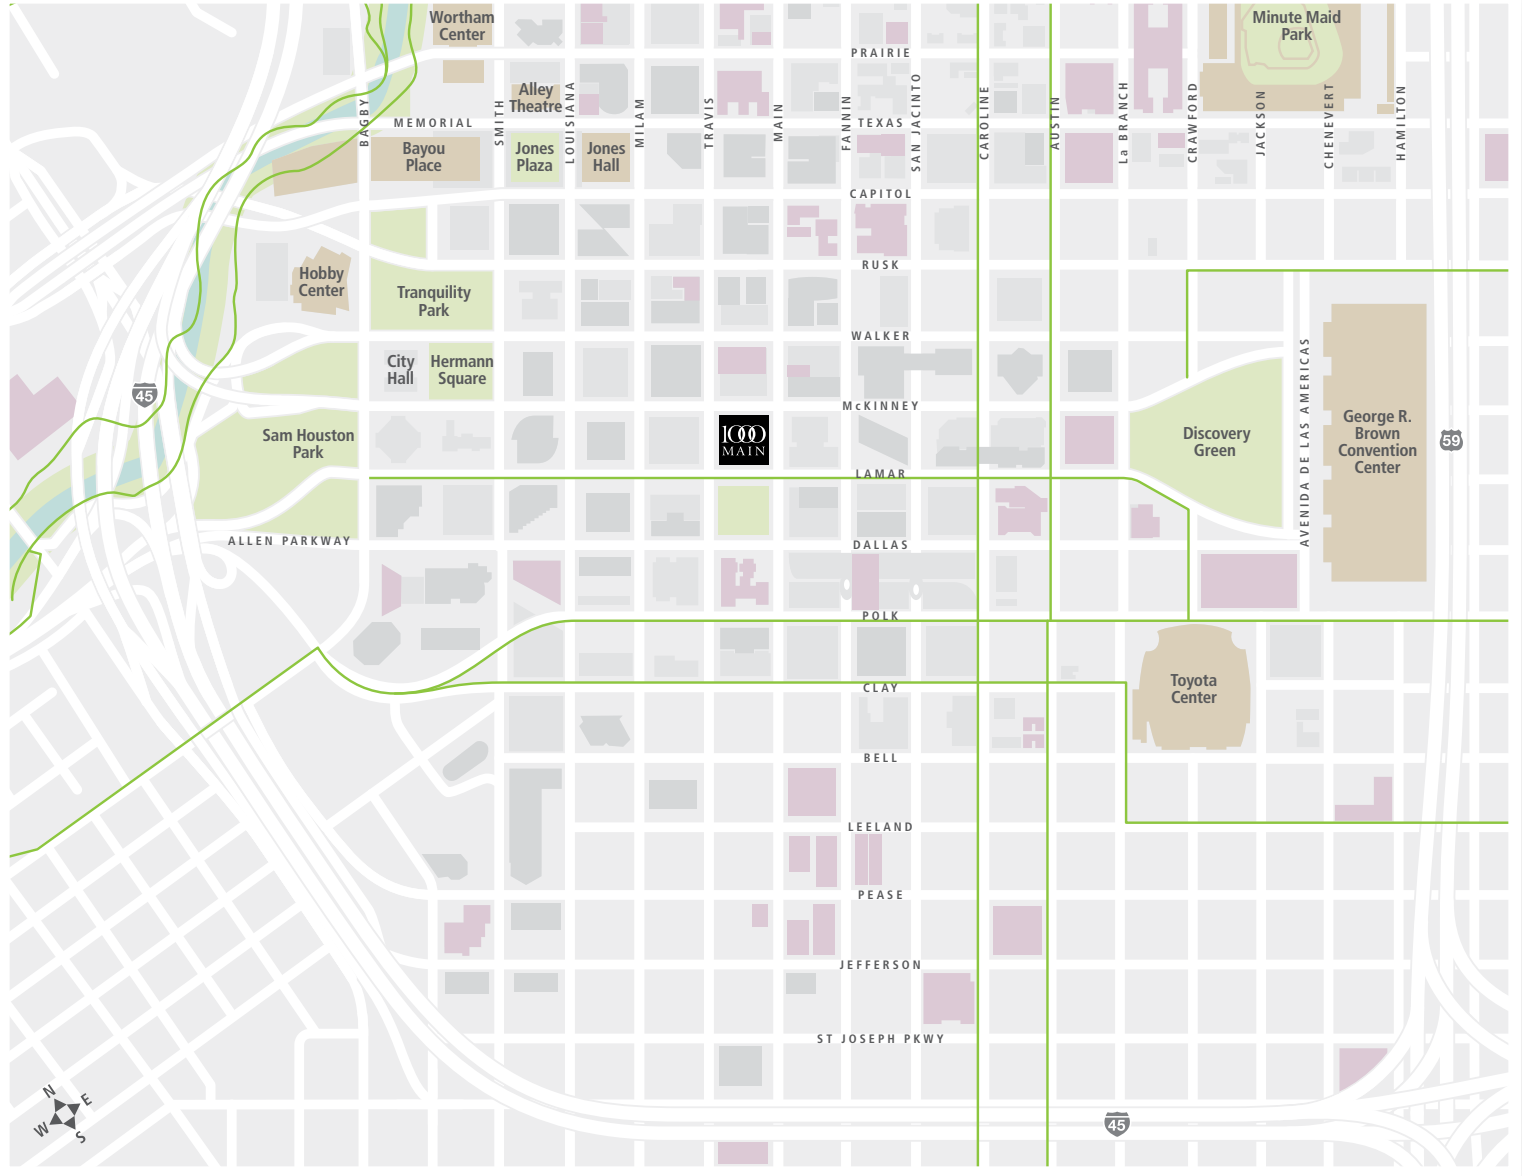 Wortham
Center
Minute Maid
Park
PRAIRIE
Alley
Theatre
BAGBY
SMITH
LOUISIANA
MILAM
TRAVIS
MAIN
FANNIN
SAN JACINTO
CAROLINE
AUSTIN
La BRANCH
CRAWFORD
JACKSON
CHENEVERT
HAMILTON
MEMORIAL
TEXAS
Bayou
Place
Jones
Plaza
Jones
Hall
CAPITOL
RUSK
Hobby
Center
Tranquility
Park
WALKER
City
Hall
Hermann
Square
45
McKINNEY
AVENIDA DE LAS AMERICAS
Sam Houston
Park
1000
MAIN
Discovery
Green
George R.
Brown
Convention
Center
59
LAMAR
ALLEN PARKWAY
DALLAS
POLK
CLAY
Toyota
Center
BELL
LEELAND
PEASE
JEFFERSON
ST JOSEPH PKWY
N
E
W
S
45